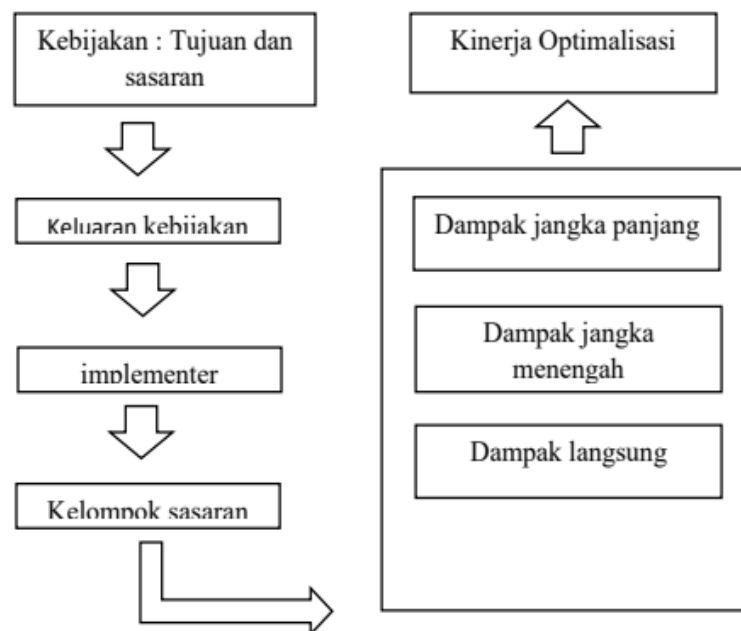 Kebijakan : Tujuan dan
sasaran
Keluaran kebijakan
implementer
Kelompok sasaran
Kinerja Optimalisasi
Dampak jangka panjang
Dampak jangka
menengah
Dampak langsung